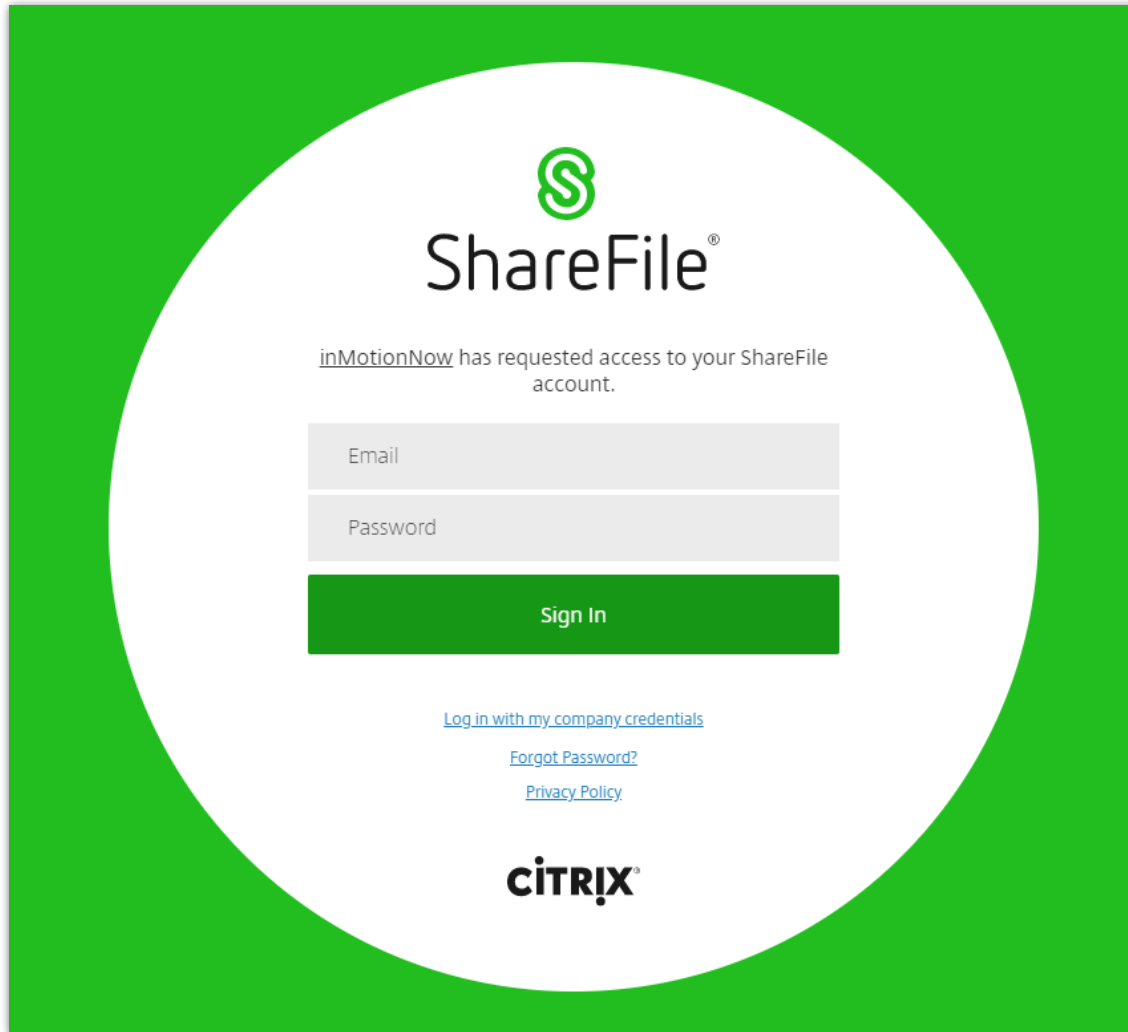 ShareFile®
inMotionNow has requested access to your ShareFile
account.
Email
Password
Sign In
Log in with my company credentials
Forgot Password?
Privacy Policy
CITRIX®